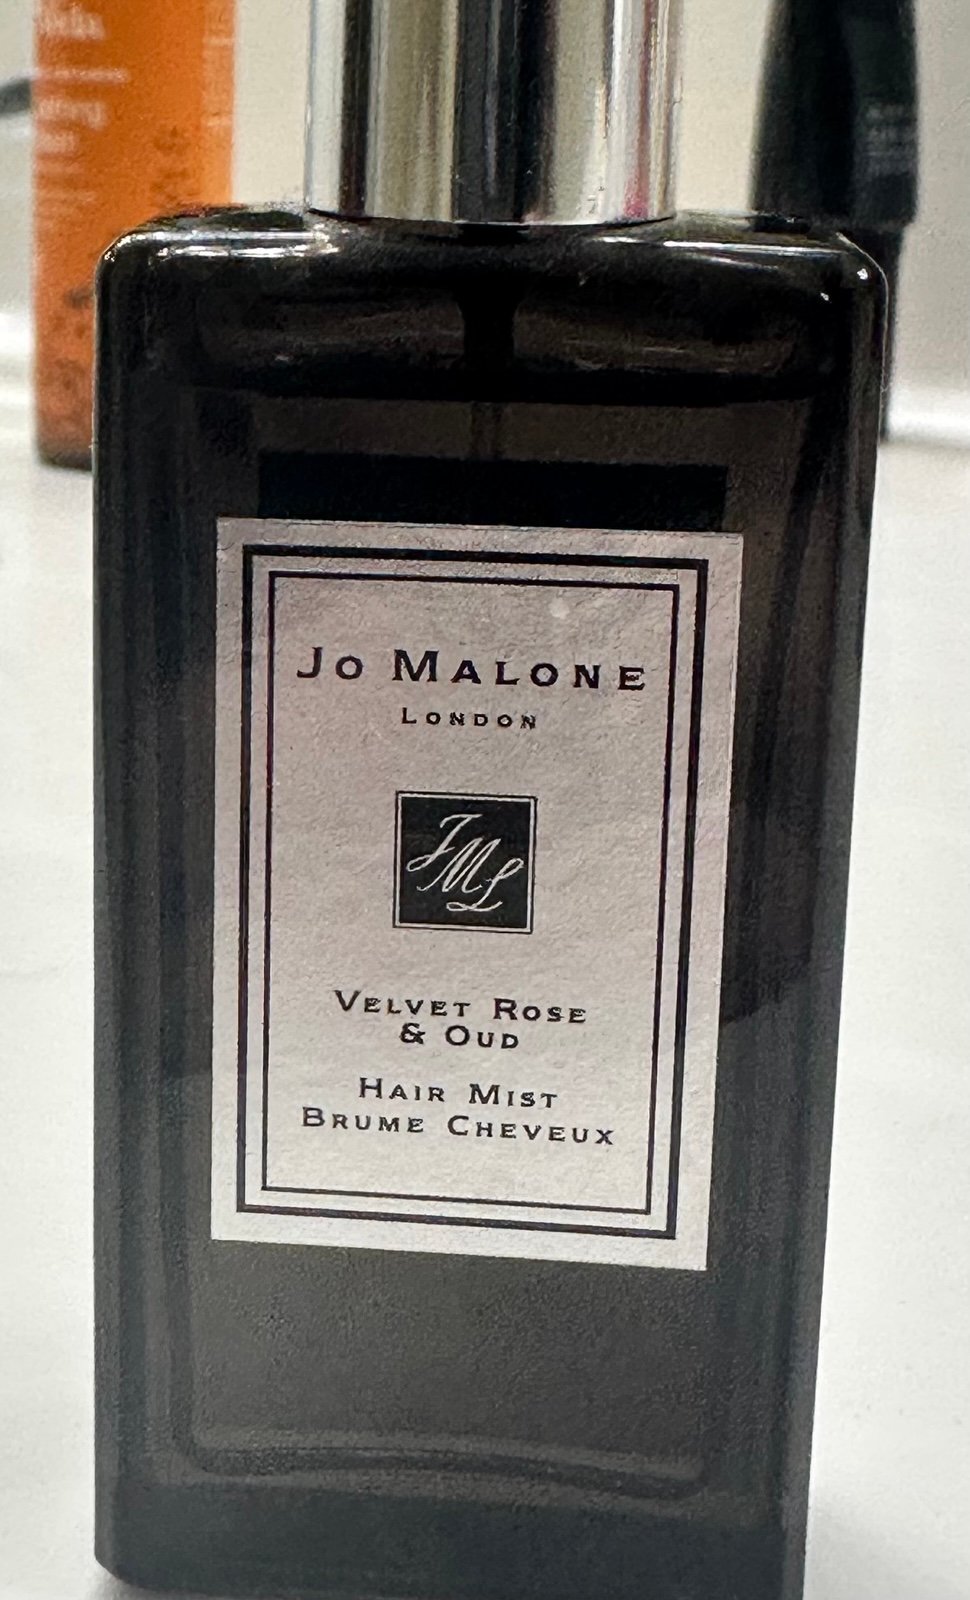 Jo Malone
London
JML
Velvet Rose
& Oud
Hair Mist
Brume Cheveux